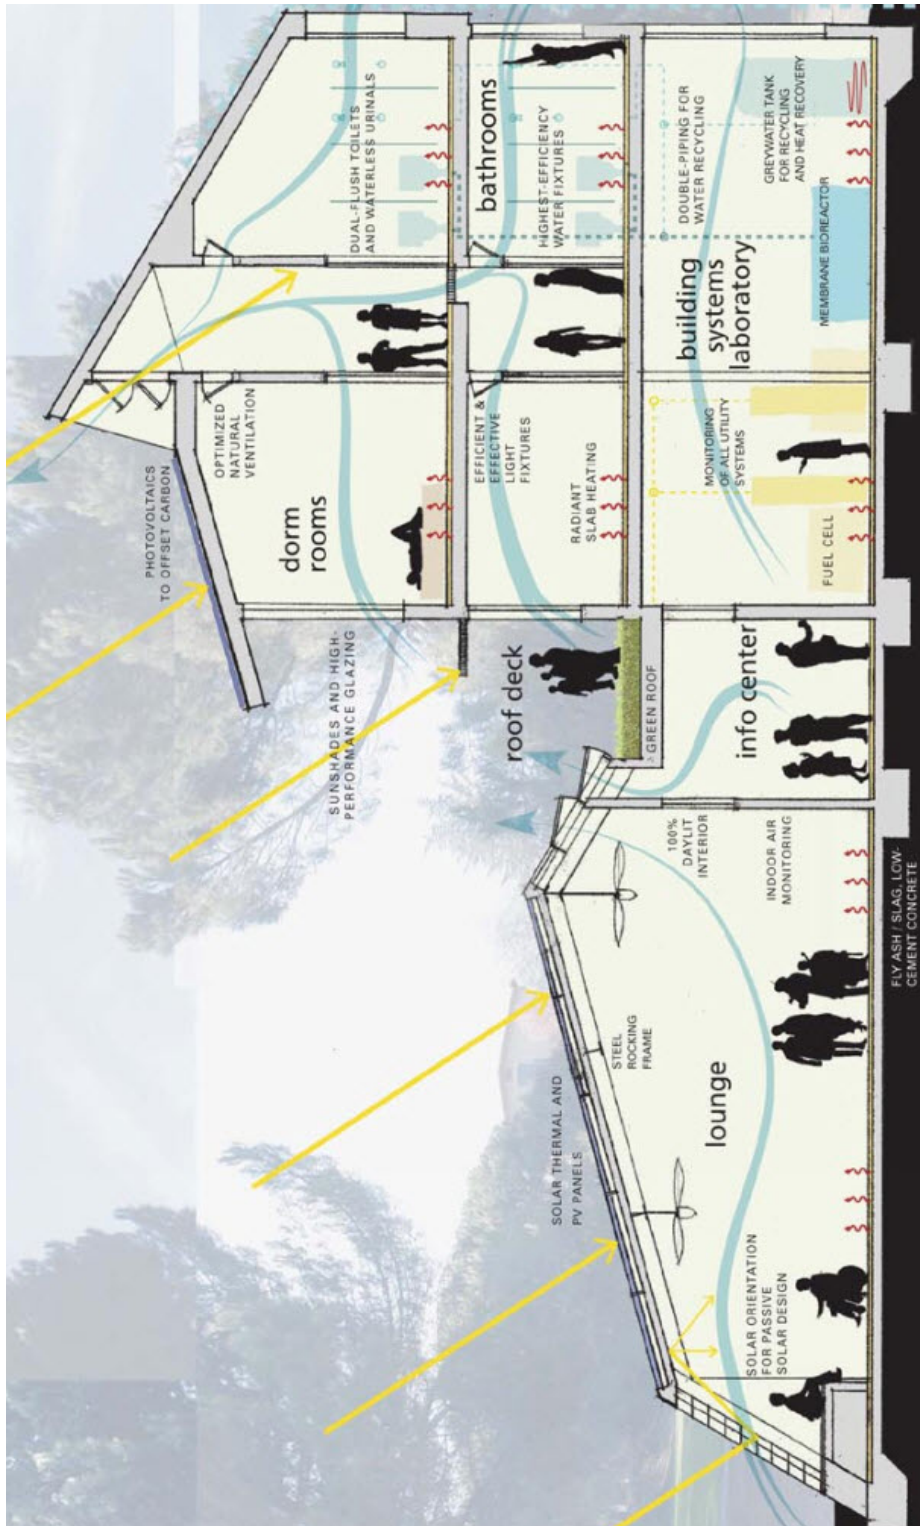 PHOTOVOLTAICS
TO OFFSET CARBON
OPTIMIZED
NATURAL
VENTILATION
dorm
rooms
DUAL-FLUSH TOILETS
AND WATERLESS URINALS
SUNSHADES AND HIGH-
PERFORMANCE GLAZING
bathrooms
HIGHEST-EFFICIENCY
WATER FIXTURES
EFFICIENT &
EFFECTIVE
LIGHT
FIXTURES
RADIANT
SLAB HEATING
roof deck
GREEN ROOF
SOLAR THERMAL AND
PV PANELS
STEEL
ROCKING
FRAME
lounge
SOLAR ORIENTATION
FOR PASSIVE
SOLAR DESIGN
100%
DAYLIT
INTERIOR
INDOOR AIR
MONITORING
info center
MONITORING
OF ALL UTILITY
SYSTEMS
FUEL CELL
building
systems
laboratory
DOUBLE-PIPING FOR
WATER RECYCLING
GREYWATER TANK
FOR RECYCLING
AND HEAT RECOVERY
MEMBRANE BIOREACTOR
FLY ASH / SLAG, LOW-
CEMENT CONCRETE